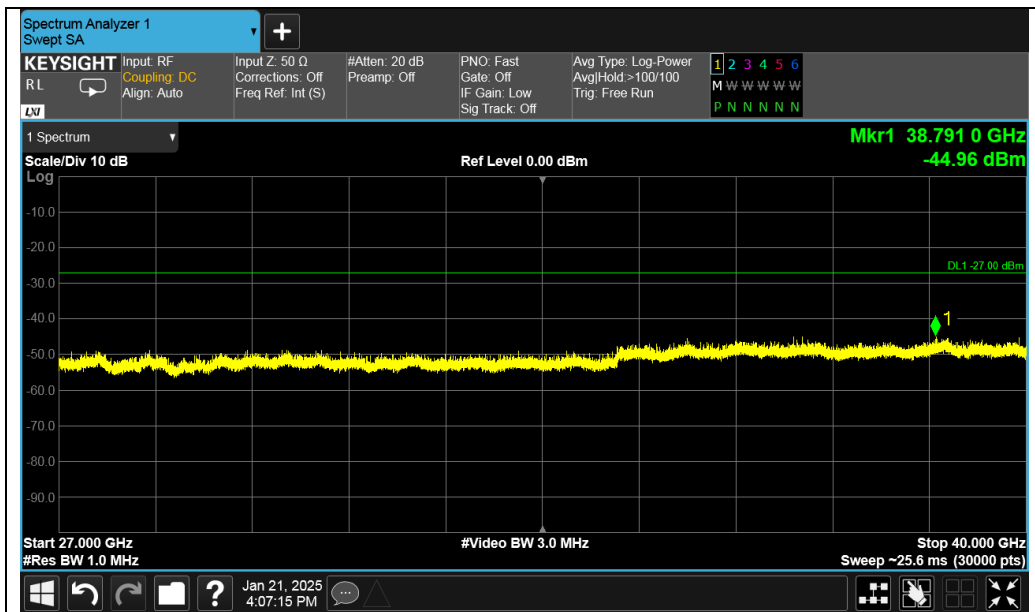 Spectrum Analyzer 1
Swept SA
+
KEYSIGHT Input: RF Input Z: 50 Ω #Atten: 20 dB PNO: Fast Avg Type: Log-Power 1 2 3 4 5 6
R L Coupling: DC Corrections: Off Preamp: Off Gate: Off Avg|Hold:>100/100 M W W W W W
Align: Auto Freq Ref: Int (S) IF Gain: Low Trig: Free Run
LXI Sig Track: Off P N N N N N
1 Spectrum Mkr1 38.791 0 GHz
Scale/Div 10 dB Ref Level 0.00 dBm -44.96 dBm
Log
-10.0
-20.0
DL1 -27.00 dBm
-30.0
-40.0
1
-50.0
-60.0
-70.0
-80.0
-90.0
Start 27.000 GHz #Video BW 3.0 MHz Stop 40.000 GHz
#Res BW 1.0 MHz Sweep ~25.6 ms (30000 pts)
? Jan 21, 2025
4:07:15 PM